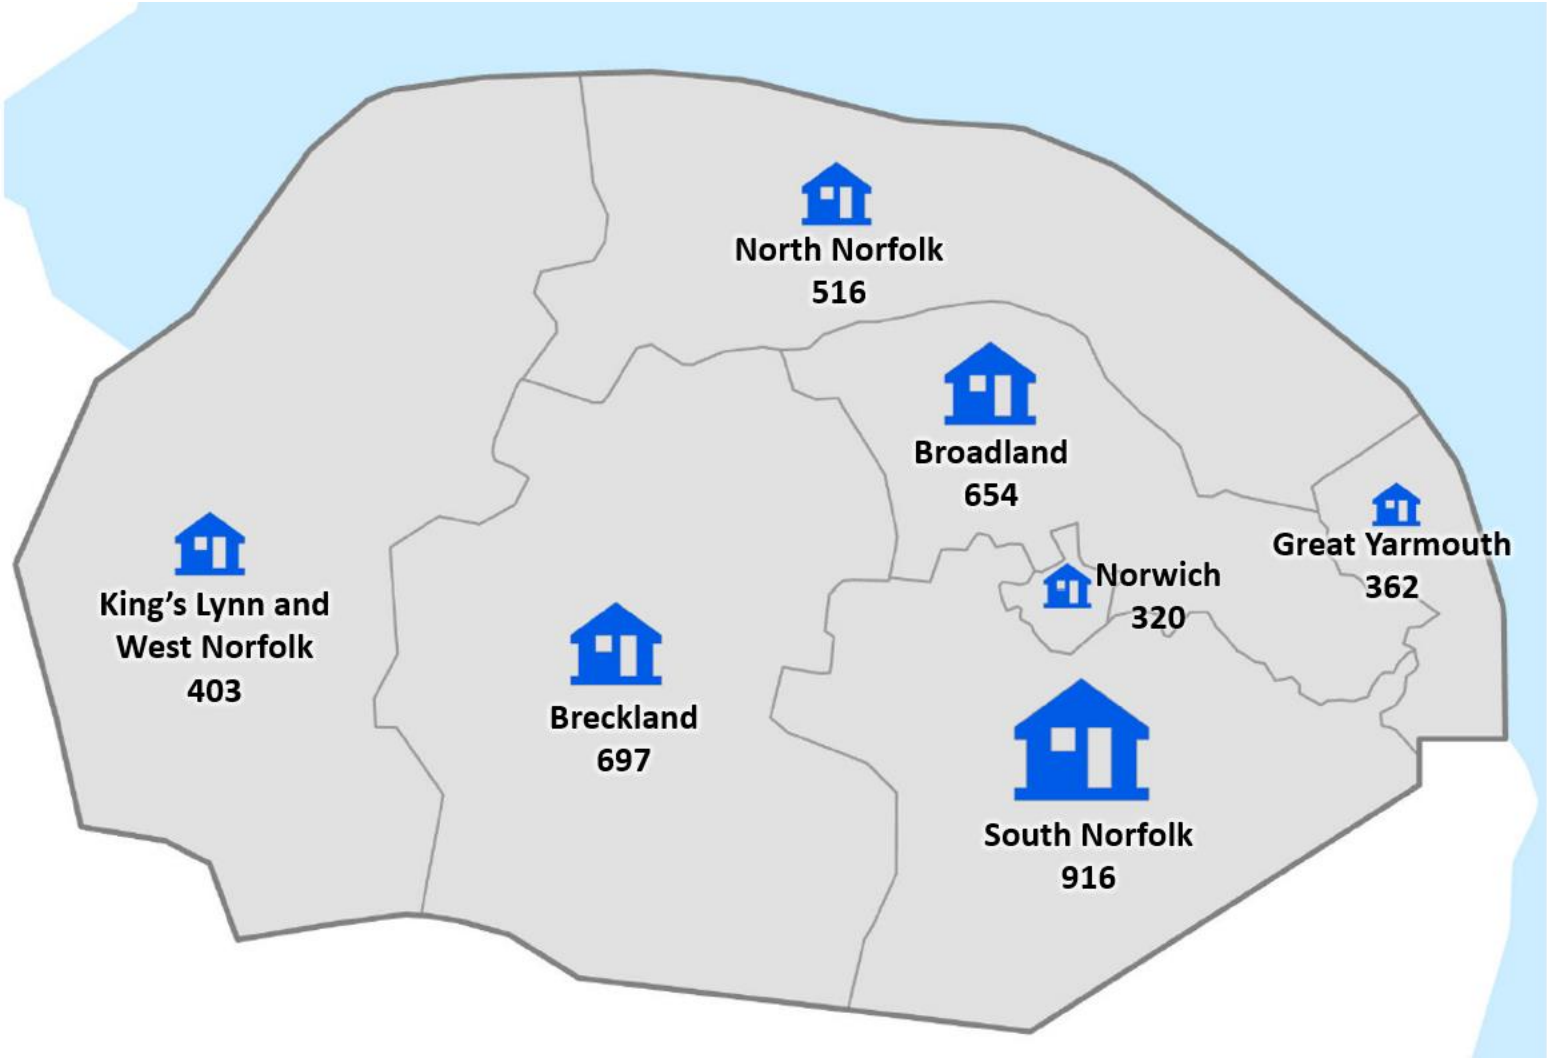 North Norfolk
516
Broadland
654
Great Yarmouth
362
Norwich
320
King's Lynn and
West Norfolk
403
Breckland
697
South Norfolk
916